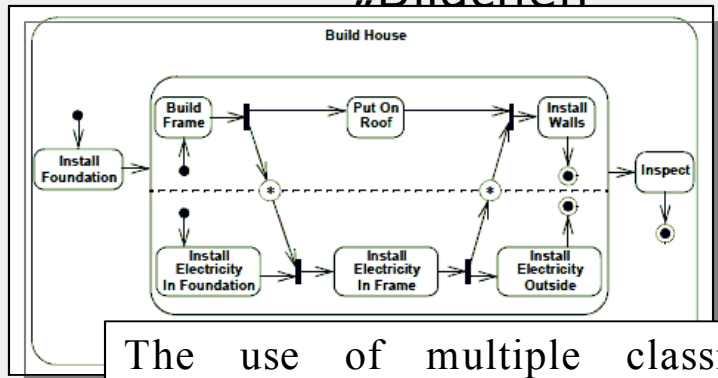 Build House
Build
Frame
Put On
Roof
Install
Walls
Install
Foundation
Inspect
*
*
Install
Electricity
In Foundation
Install
Electricity
In Frame
Install
Electricity
Outside
The use of multiple